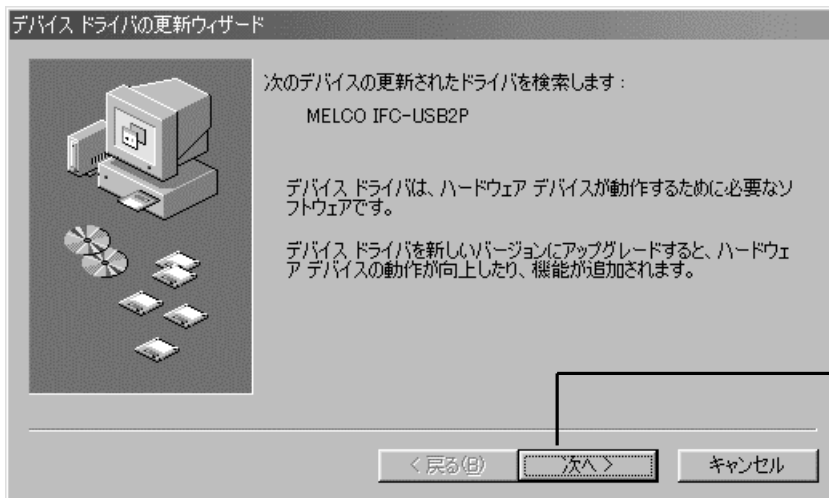 デバイス ドライバの更新ウィザード
次のデバイスの更新されたドライバを検索します:
MELCO IFC-USB2P
デバイス ドライバは、ハードウェア デバイスが動作するために必要なソ
フトウェアです。
デバイス ドライバを新しいバージョンにアップグレードすると、ハードウェ
ア デバイスの動作が向上したり、機能が追加されます。
< 戻る(B)
次へ >
キャンセル